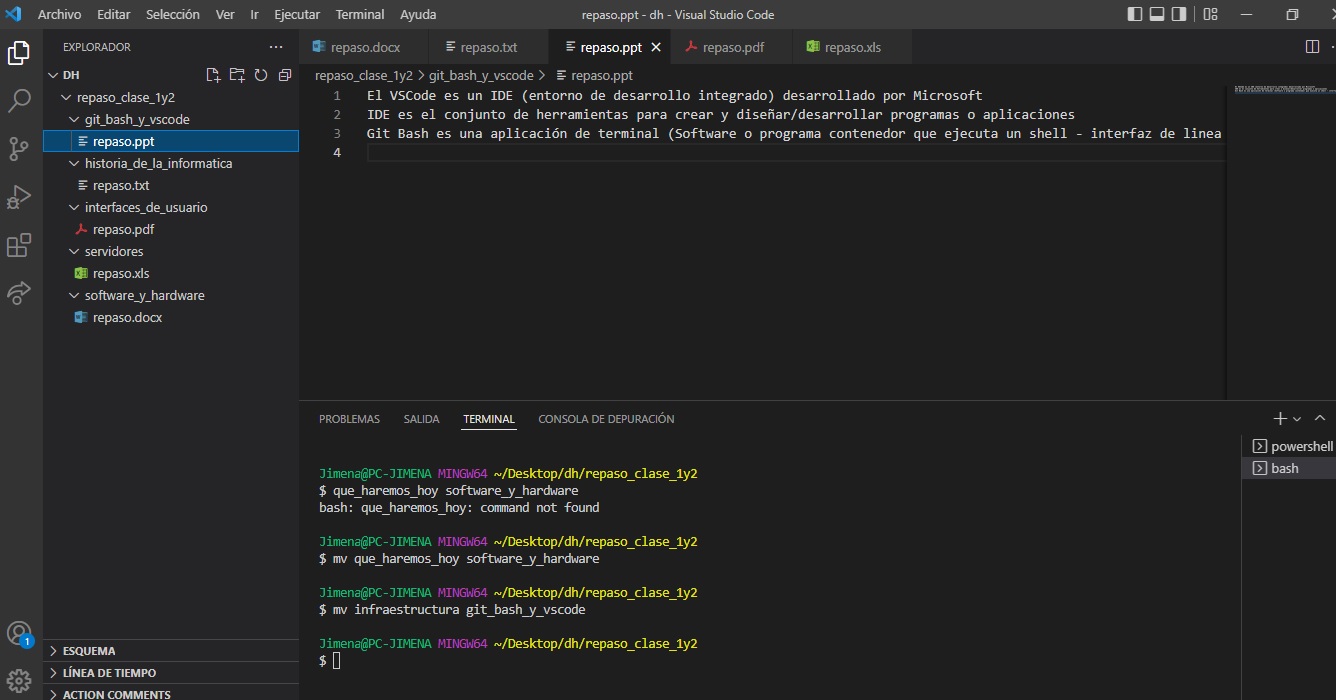 Archivo Editar Selección Ver Ir Ejecutar Terminal Ayuda repaso.ppt - dh - Visual Studio Code
EXPLORADOR
DH
repaso_clase_1y2
git_bash_y_vscode
repaso.ppt
historia_de_la_informatica
repaso.txt
interfaces_de_usuario
repaso.pdf
servidores
repaso.xls
software_y_hardware
repaso.docx
ESQUEMA
LÍNEA DE TIEMPO
ACTION COMMENTS
1
repaso.docx repaso.txt repaso.ppt repaso.pdf repaso.xls
repaso_clase_1y2 > git_bash_y_vscode > repaso.ppt
1 El VSCode es un IDE (entorno de desarrollo integrado) desarrollado por Microsoft
2 IDE es el conjunto de herramientas para crear y diseñar/desarrollar programas o aplicaciones
3 Git Bash es una aplicación de terminal (Software o programa contenedor que ejecuta un shell - interfaz de linea
4
PROBLEMAS SALIDA TERMINAL CONSOLA DE DEPURACIÓN
Jimena@PC-JIMENA MINGW64 ~/Desktop/dh/repaso_clase_1y2
$ que_haremos_hoy software_y_hardware
bash: que_haremos_hoy: command not found
Jimena@PC-JIMENA MINGW64 ~/Desktop/dh/repaso_clase_1y2
$ mv que_haremos_hoy software_y_hardware
Jimena@PC-JIMENA MINGW64 ~/Desktop/dh/repaso_clase_1y2
$ mv infraestructura git_bash_y_vscode
Jimena@PC-JIMENA MINGW64 ~/Desktop/dh/repaso_clase_1y2
$
powershell
bash